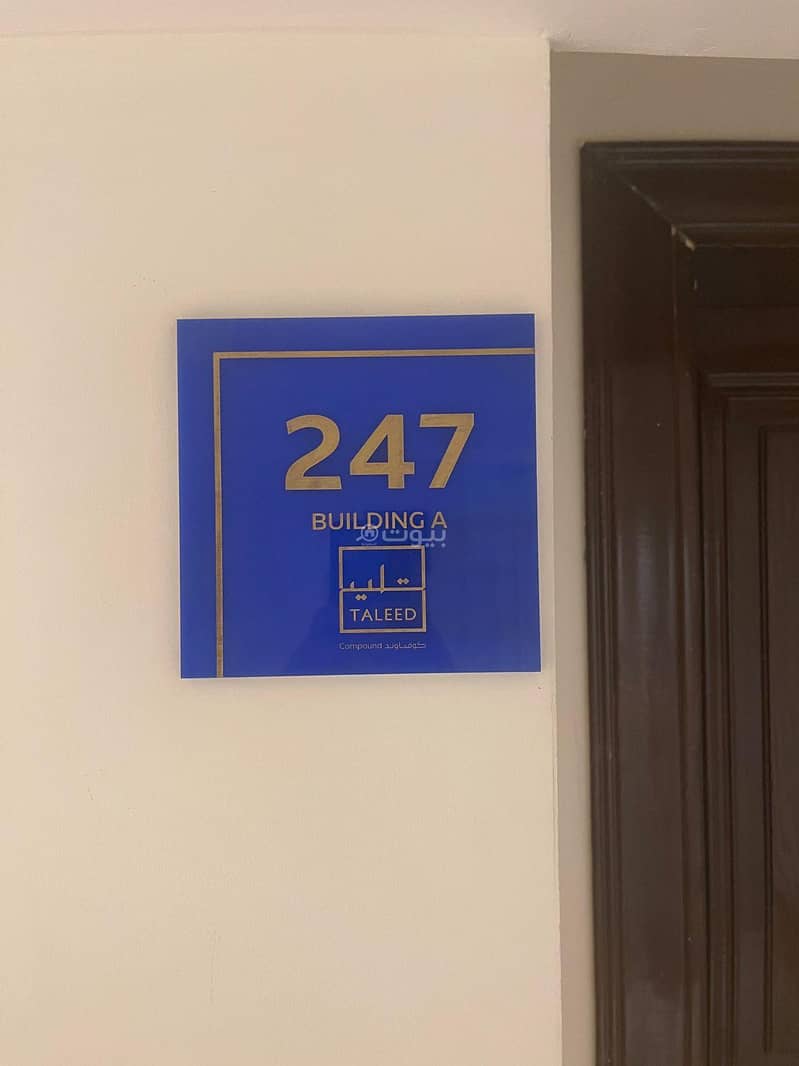 247
BUILDING A
بيوت
تليد
TALEED
Compound كومباوند